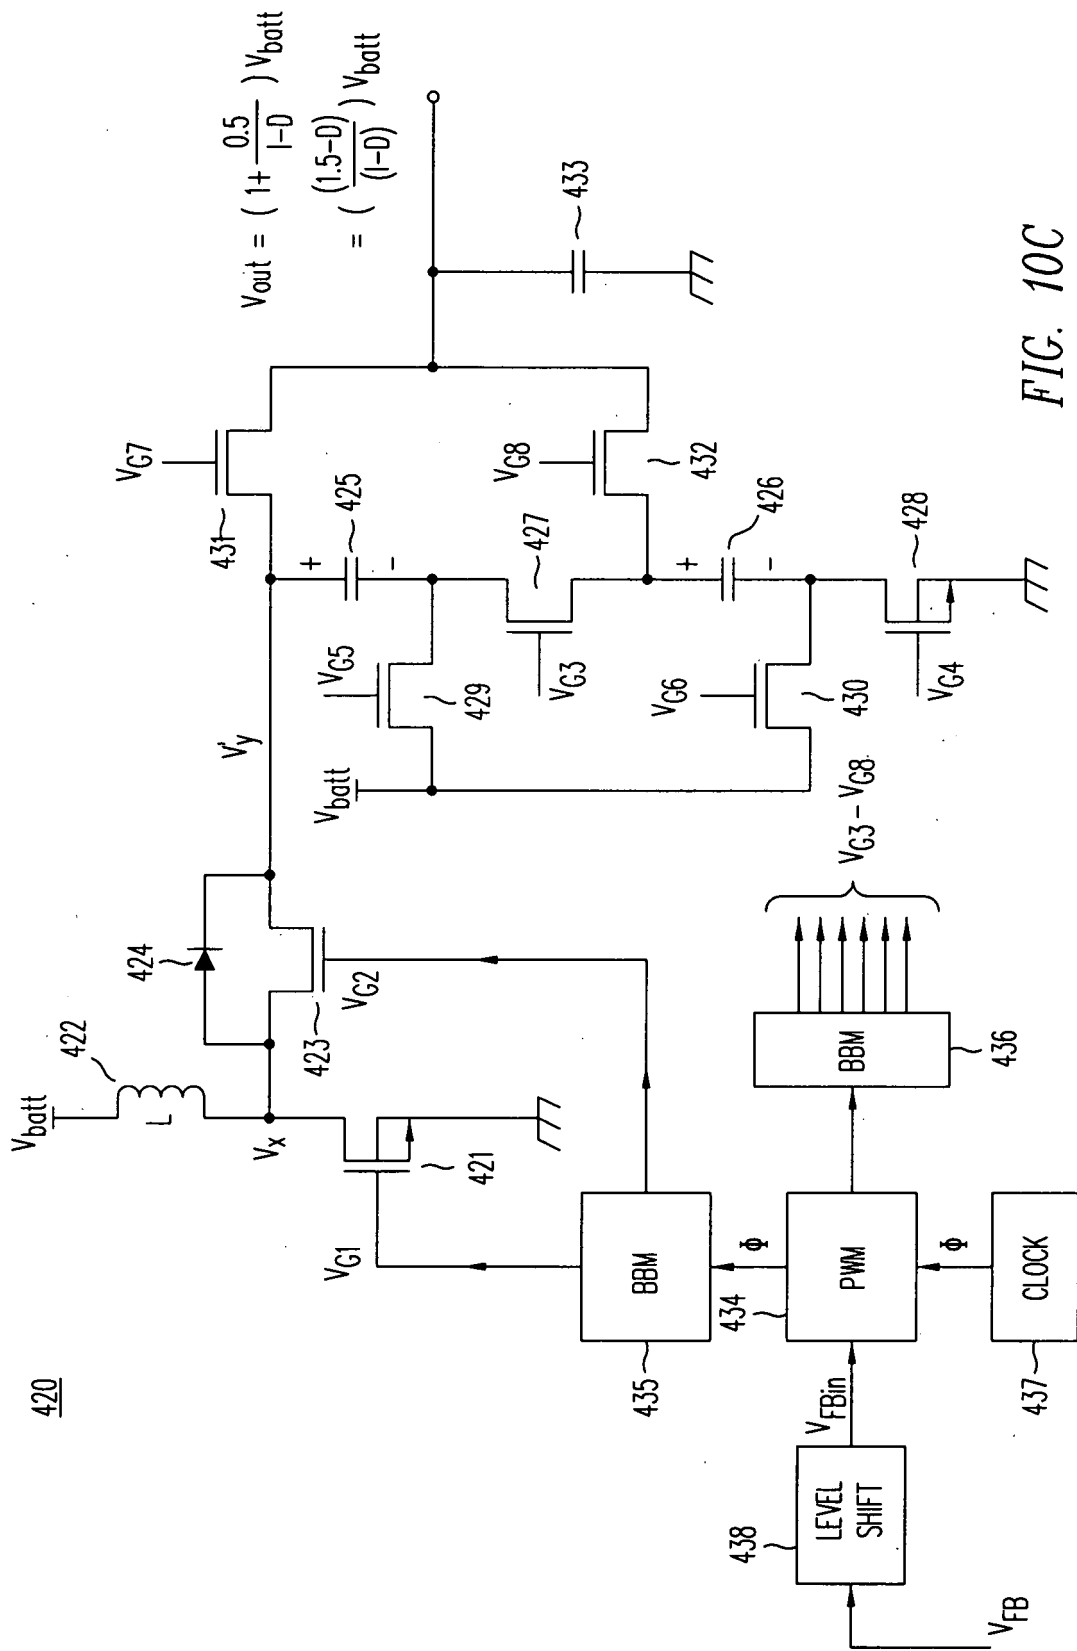 420
Vbatt
422
L
Vx
424
423
VG2
VG1
421
V'y
VG7
431
Vout = ( 1+ 0.5 / 1-D ) Vbatt
= ( (1.5-D) / (1-D) ) Vbatt
+
425
-
VG5
429
Vbatt
427
VG3
VG8
432
433
+
426
-
VG6
430
428
VG4
BBM
435
Φ
434
PWM
Φ
CLOCK
437
BBM
436
VG3 - VG8
VFBin
LEVEL
SHIFT
438
VFB
FIG. 10C